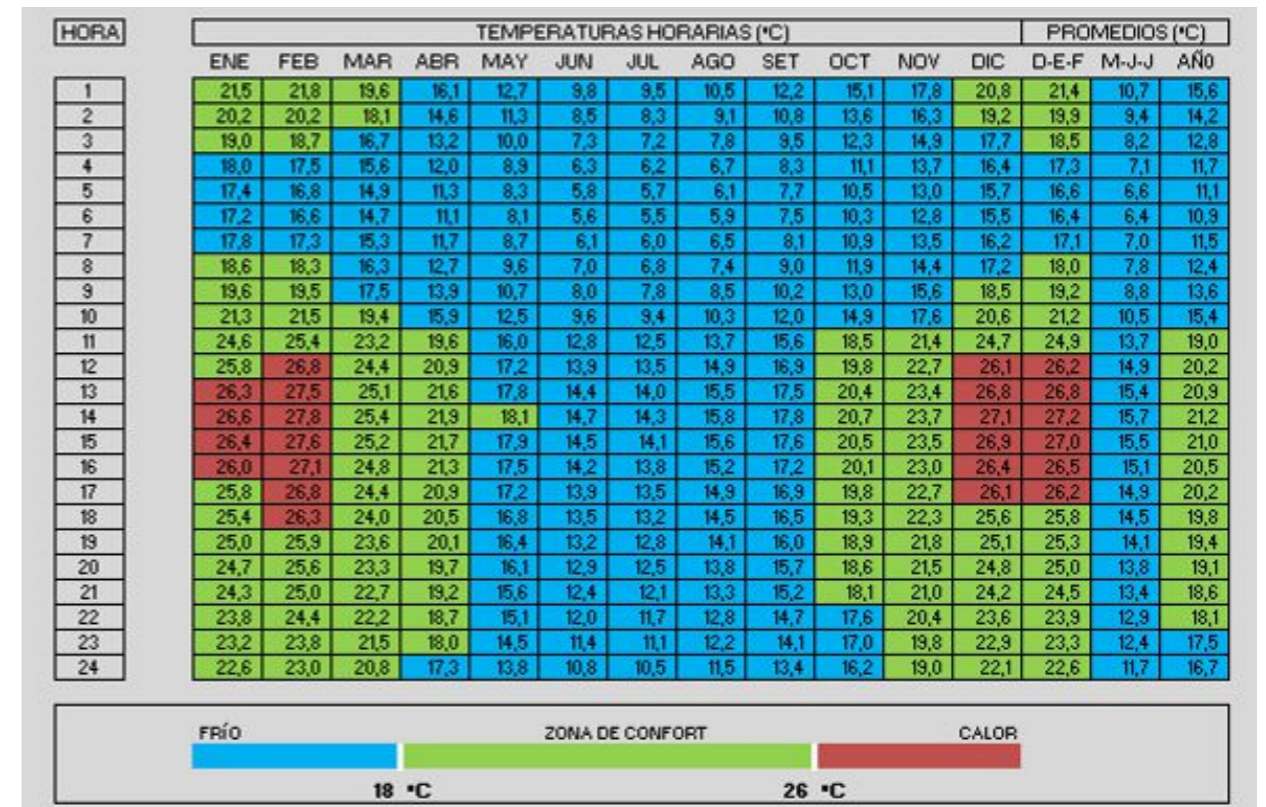 HORA TEMPERATURAS HORARIAS (°C) PROMEDIOS (°C)
ENE FEB MAR ABR MAY JUN JUL AGO SET OCT NOV DIC D-E-F M-J-J AÑO
1 21,5 21,8 19,6 16,1 12,7 9,8 9,5 10,5 12,2 15,1 17,8 20,8 21,4 10,7 15,6
2 20,2 20,2 18,1 14,6 11,3 8,5 8,3 9,1 10,8 13,6 16,3 19,2 19,9 9,4 14,2
3 19,0 18,7 16,7 13,2 10,0 7,3 7,2 7,8 9,5 12,3 14,9 17,7 18,5 8,2 12,8
4 18,0 17,5 15,6 12,0 8,9 6,3 6,2 6,7 8,3 11,1 13,7 16,4 17,3 7,1 11,7
5 17,4 16,8 14,9 11,3 8,3 5,8 5,7 6,1 7,7 10,5 13,0 15,7 16,6 6,6 11,1
6 17,2 16,6 14,7 11,1 8,1 5,6 5,5 5,9 7,5 10,3 12,8 15,5 16,4 6,4 10,9
7 17,8 17,3 15,3 11,7 8,7 6,1 6,0 6,5 8,1 10,9 13,5 16,2 17,1 7,0 11,5
8 18,6 18,3 16,3 12,7 9,6 7,0 6,8 7,4 9,0 11,9 14,4 17,2 18,0 7,8 12,4
9 19,6 19,5 17,5 13,9 10,7 8,0 7,8 8,5 10,2 13,0 15,6 18,5 19,2 8,8 13,6
10 21,3 21,5 19,4 15,9 12,5 9,6 9,4 10,3 12,0 14,9 17,6 20,6 21,2 10,5 15,4
11 24,6 25,4 23,2 19,6 16,0 12,8 12,5 13,7 15,6 18,5 21,4 24,7 24,9 13,7 19,0
12 25,8 26,8 24,4 20,9 17,2 13,9 13,5 14,9 16,9 19,8 22,7 26,1 26,2 14,9 20,2
13 26,3 27,5 25,1 21,6 17,8 14,4 14,0 15,5 17,5 20,4 23,4 26,8 26,8 15,4 20,9
14 26,6 27,8 25,4 21,9 18,1 14,7 14,3 15,8 17,8 20,7 23,7 27,1 27,2 15,7 21,2
15 26,4 27,6 25,2 21,7 17,9 14,5 14,1 15,6 17,6 20,5 23,5 26,9 27,0 15,5 21,0
16 26,0 27,1 24,8 21,3 17,5 14,2 13,8 15,2 17,2 20,1 23,0 26,4 26,5 15,1 20,5
17 25,8 26,8 24,4 20,9 17,2 13,9 13,5 14,9 16,9 19,8 22,7 26,1 26,2 14,9 20,2
18 25,4 26,3 24,0 20,5 16,8 13,5 13,2 14,5 16,5 19,3 22,3 25,6 25,8 14,5 19,8
19 25,0 25,9 23,6 20,1 16,4 13,2 12,8 14,1 16,0 18,9 21,8 25,1 25,3 14,1 19,4
20 24,7 25,6 23,3 19,7 16,1 12,9 12,5 13,8 15,7 18,6 21,5 24,8 25,0 13,8 19,1
21 24,3 25,0 22,7 19,2 15,6 12,4 12,1 13,3 15,2 18,1 21,0 24,2 24,5 13,4 18,6
22 23,8 24,4 22,2 18,7 15,1 12,0 11,7 12,8 14,7 17,6 20,4 23,6 23,9 12,9 18,1
23 23,2 23,8 21,5 18,0 14,5 11,4 11,1 12,2 14,1 17,0 19,8 22,9 23,3 12,4 17,5
24 22,6 23,0 20,8 17,3 13,8 10,8 10,5 11,5 13,4 16,2 19,0 22,1 22,6 11,7 16,7
FRÍO ZONA DE CONFORT CALOR
18 °C 26 °C